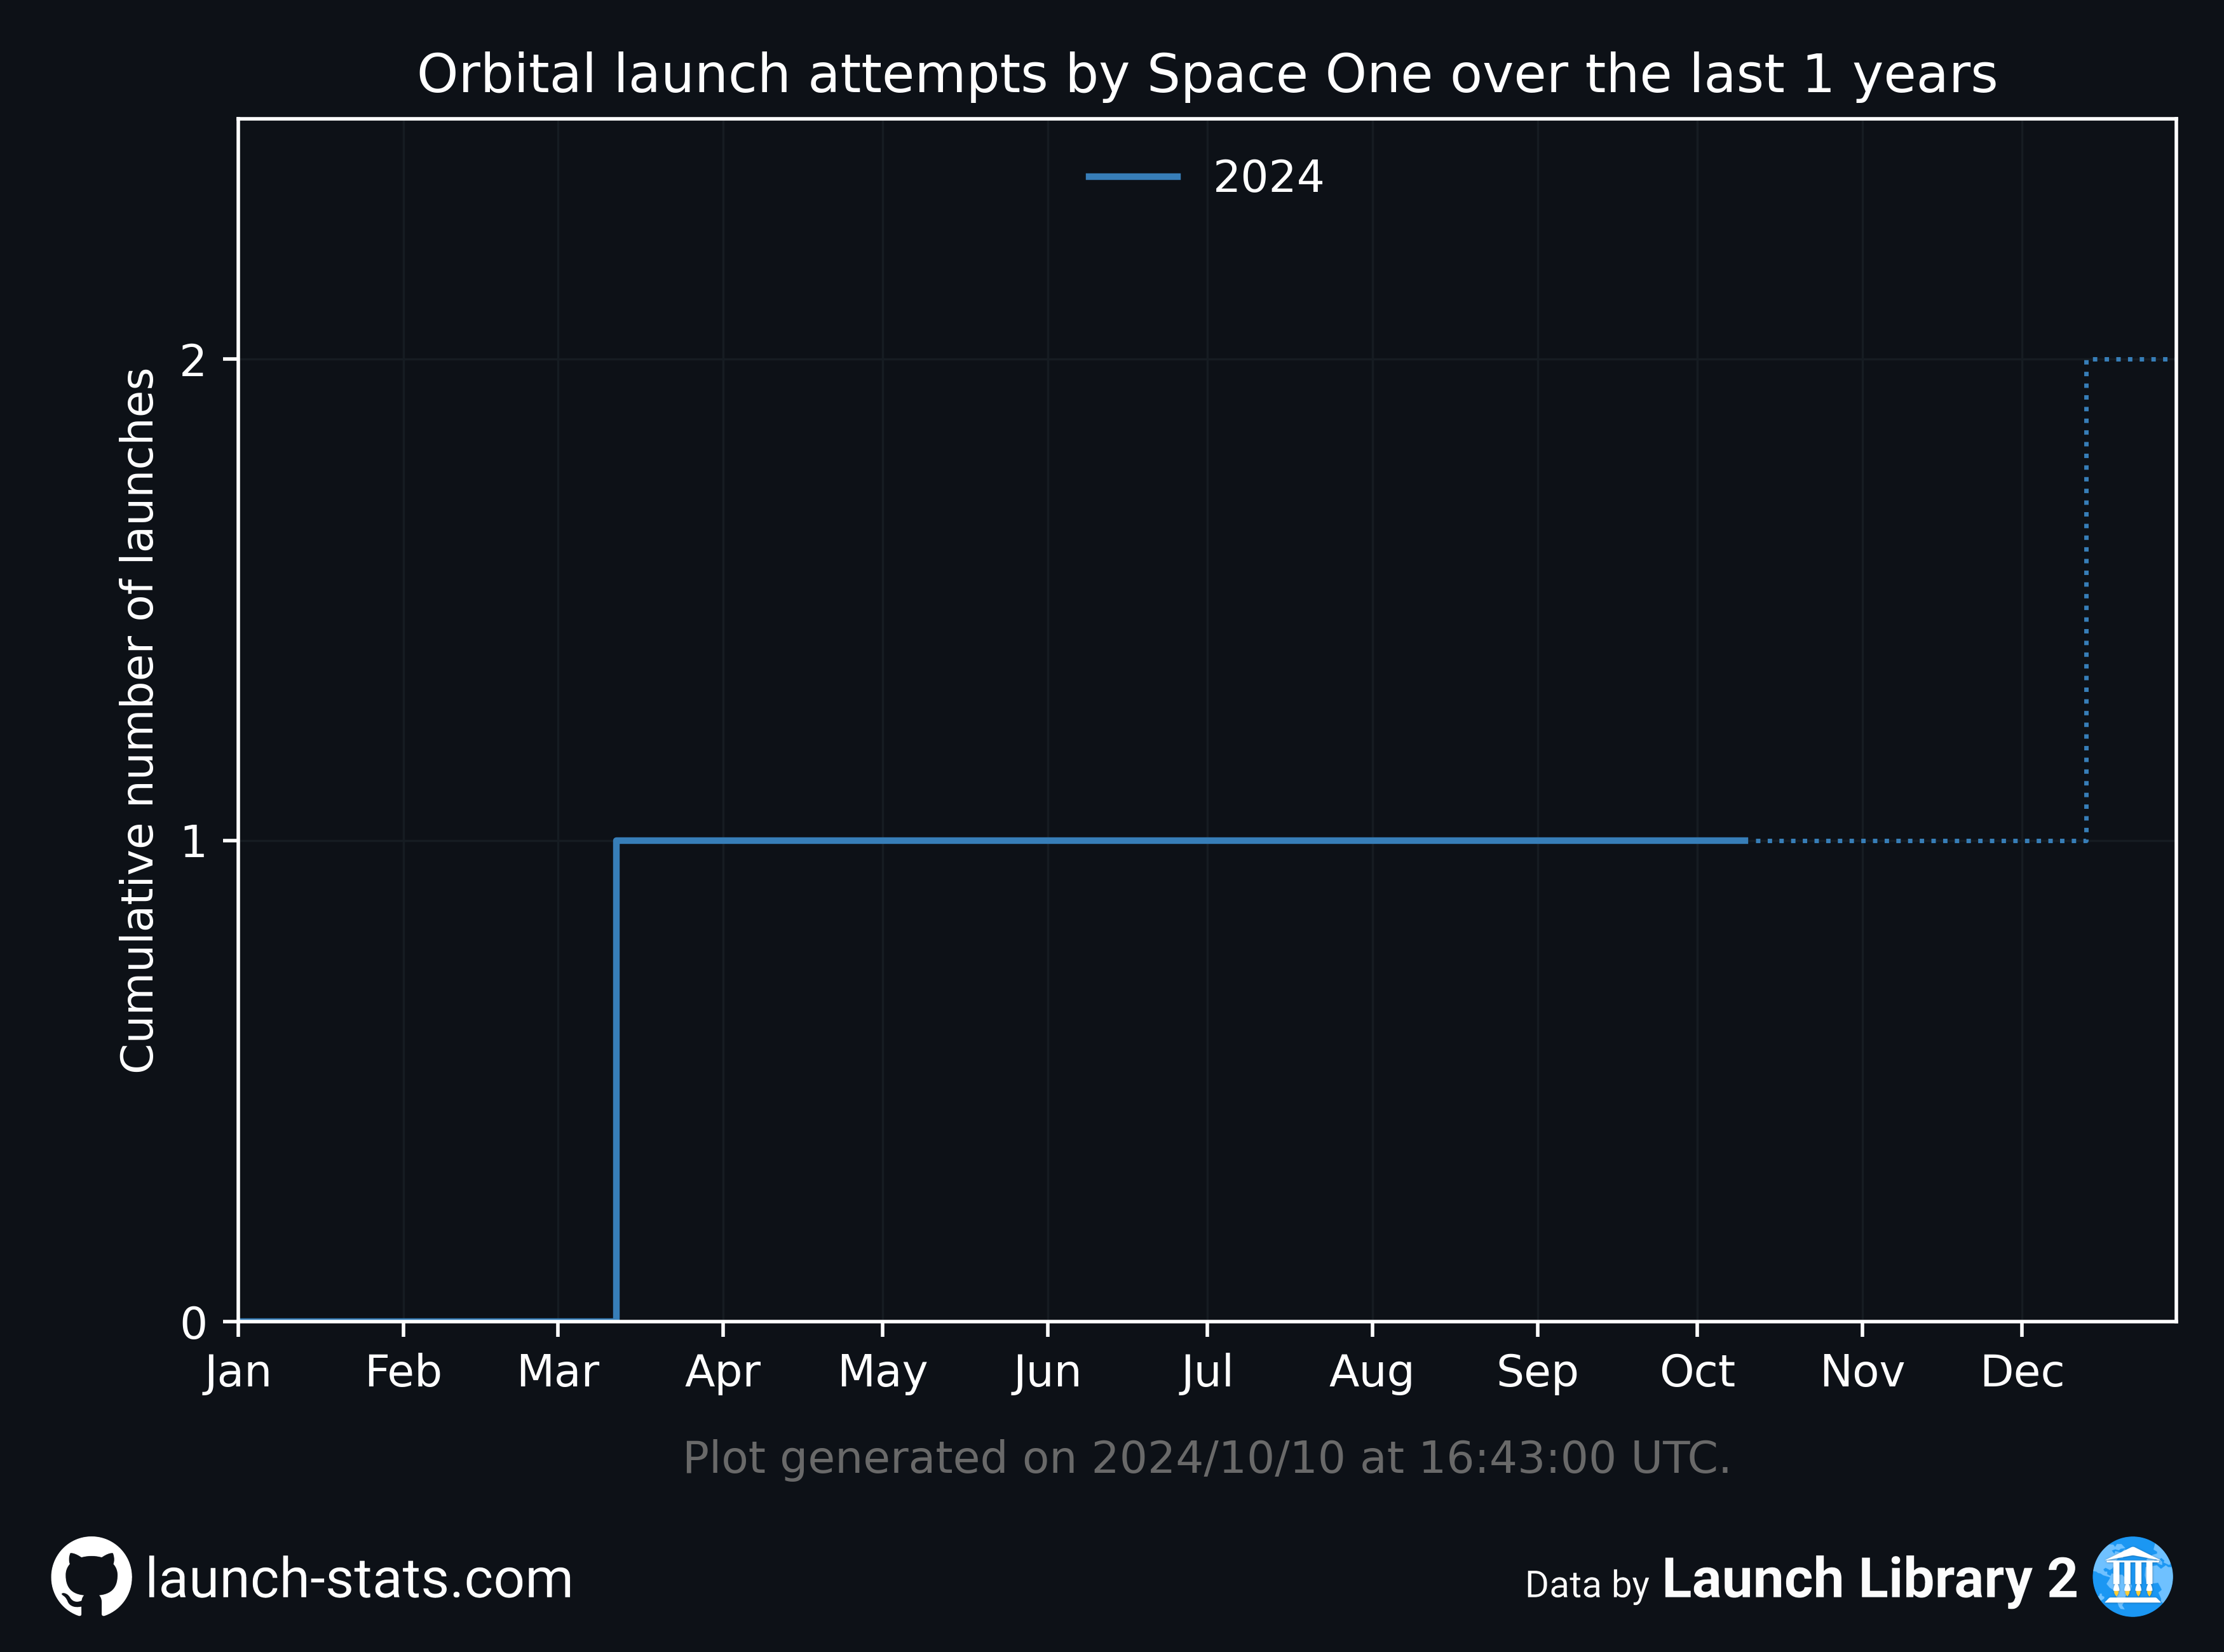 Orbital launch attempts by Space One over the last 1 years
2024
Cumulative number of launches
2
1
0
Jan Feb Mar Apr May Jun Jul Aug Sep Oct Nov Dec
Plot generated on 2024/10/10 at 16:43:00 UTC.
launch-stats.com
Data by Launch Library 2